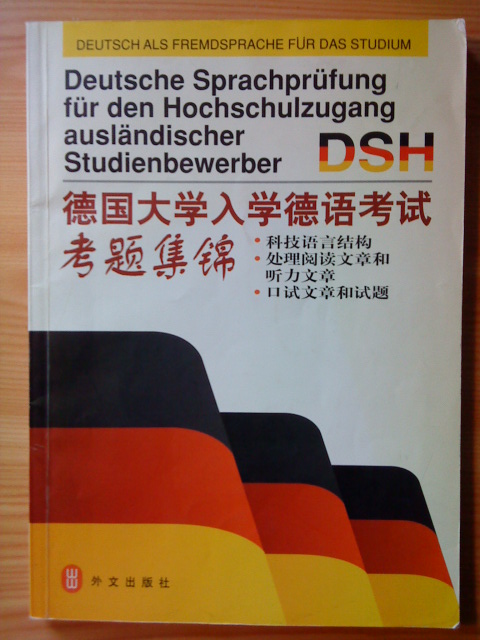 DEUTSCH ALS FREMDSPRACHE FÜR DAS STUDIUM
Deutsche Sprachprüfung
für den Hochschulzugang
ausländischer
Studienbewerber
DSH
德国大学入学德语考试
考题集锦
·科技语言结构
·处理阅读文章和
听力文章
·口试文章和试题
外文出版社